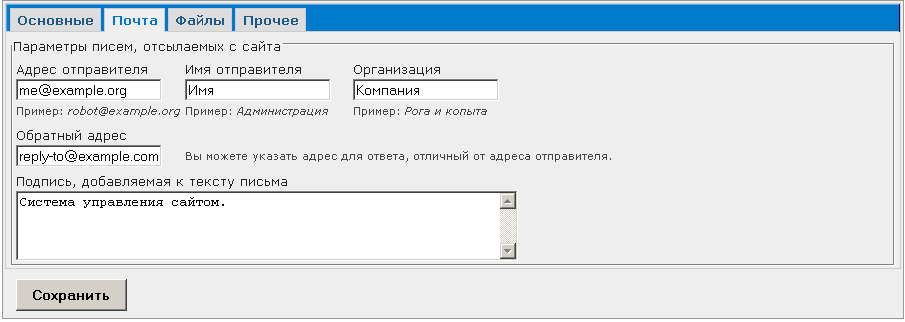 Основные Почта Файлы Прочее
Параметры писем, отсылаемых с сайта
Адрес отправителя Имя отправителя Организация
me@example.org Имя Компания
Пример: robot@example.org Пример: Администрация Пример: Рога и копыта
Обратный адрес
reply-to@example.com Вы можете указать адрес для ответа, отличный от адреса отправителя.
Подпись, добавляемая к тексту письма
Система управления сайтом.
Сохранить